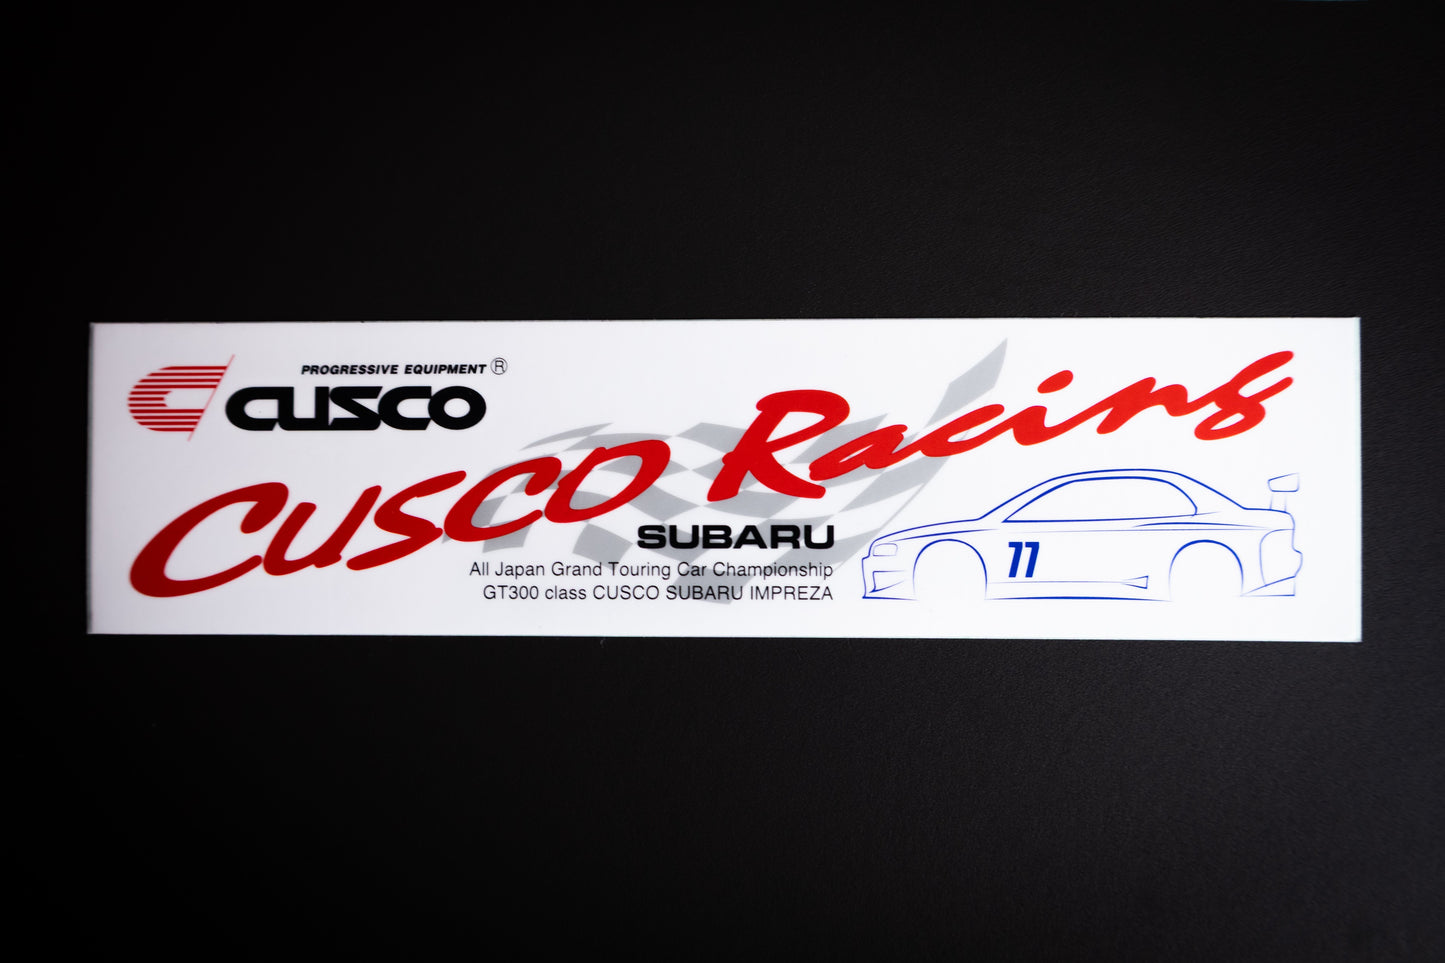 PROGRESSIVE EQUIPMENT®
CUSCO
CUSCO Racing
SUBARU
All Japan Grand Touring Car Championship
GT300 class CUSCO SUBARU IMPREZA
77